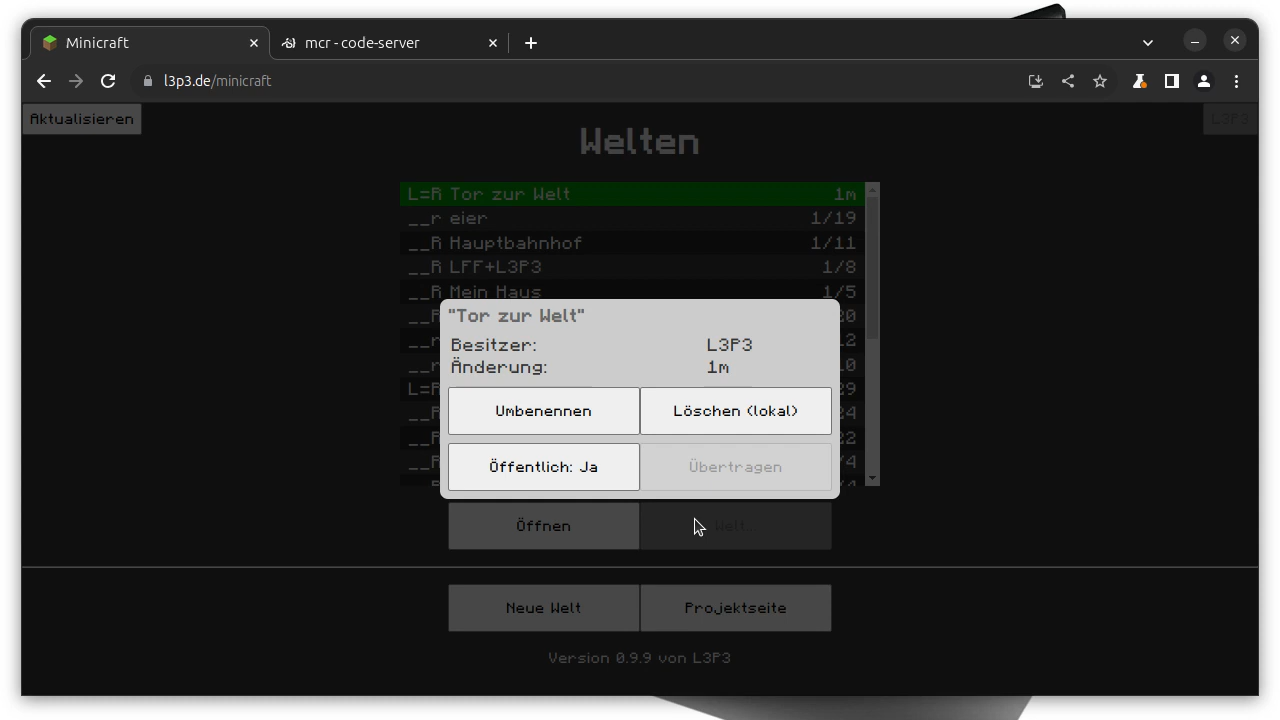 Minicraft
mcr - code-server
l3p3.de/minicraft
Aktualisieren
L3P3
Welten
L=R Tor zur Welt 1m
__r eier 1/19
__R Hauptbahnhof 1/11
__R LFF+L3P3 1/8
__R Mein Haus 1/5
"Tor zur Welt"
Besitzer: L3P3
Änderung: 1m
Umbenennen Löschen (lokal)
Öffentlich: Ja Übertragen
Öffnen Welt..
Neue Welt Projektseite
Version 0.9.9 von L3P3